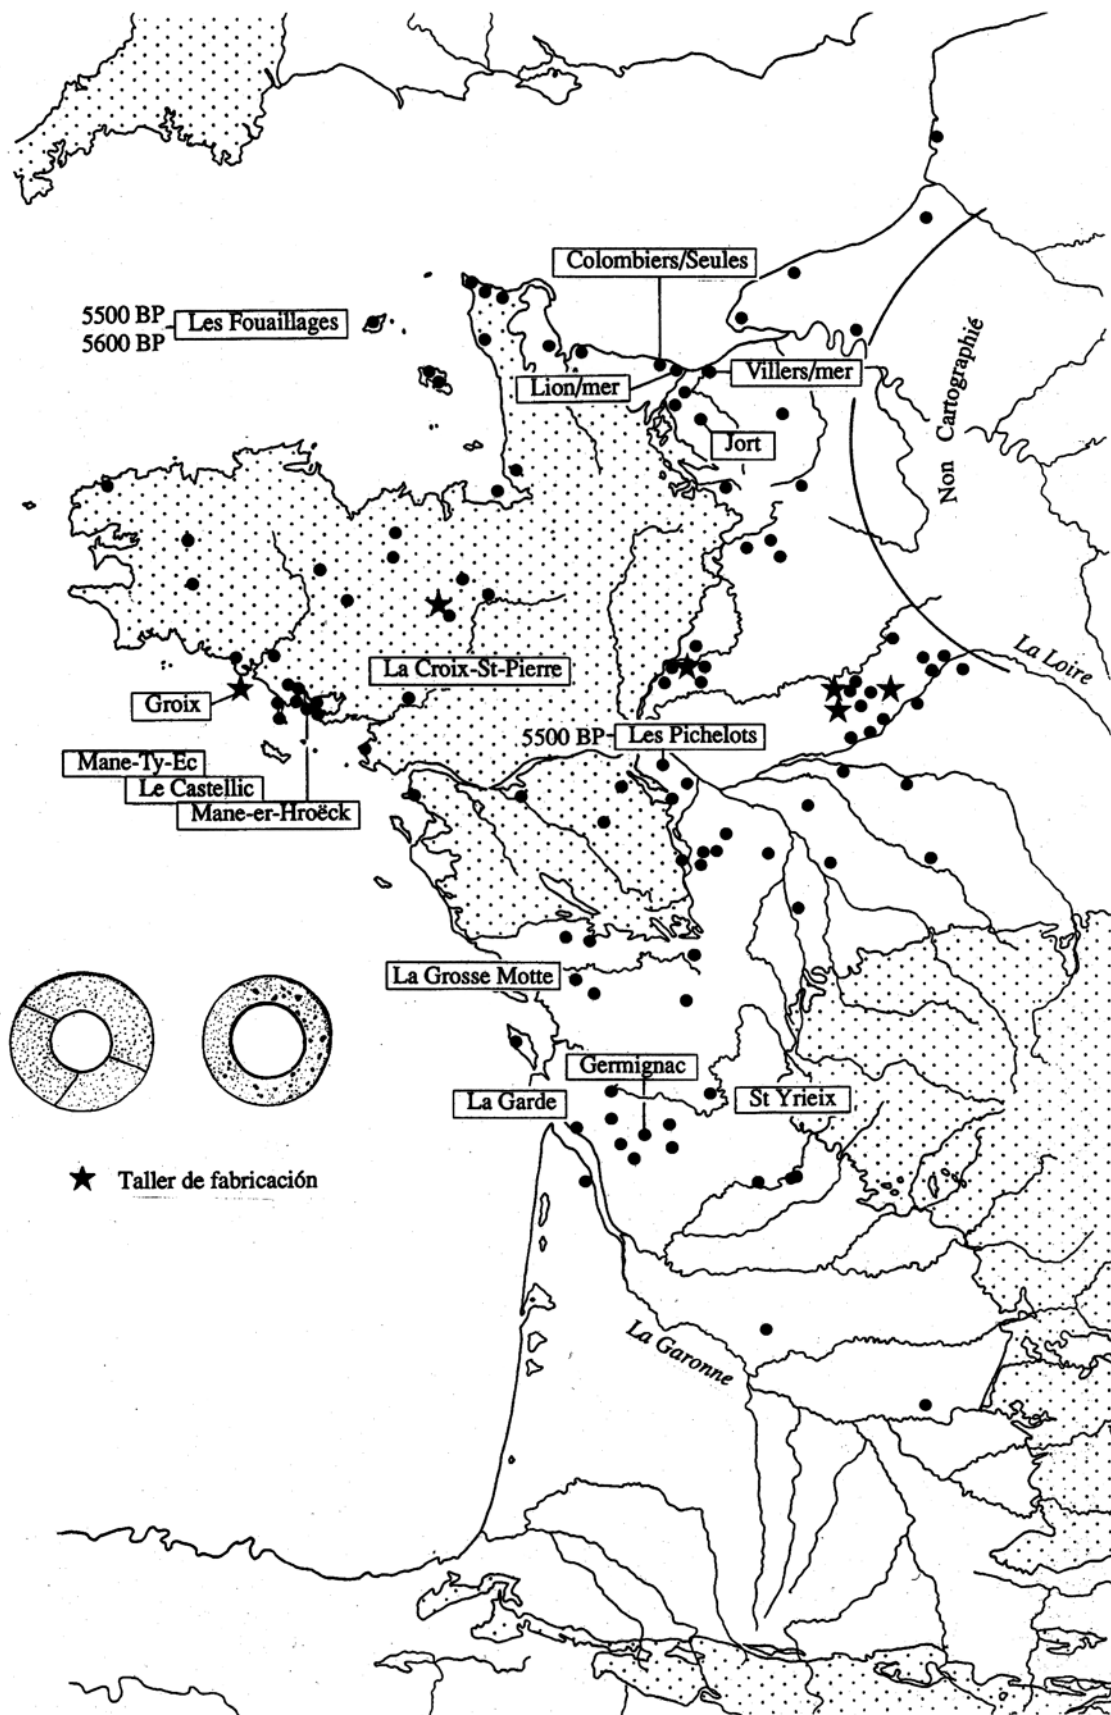 Colombiers/Seules
5500 BP
Les Fouaillages
5600 BP
Lion/mer
Villers/mer
Jort
Non Cartographié
La Loire
La Croix-St-Pierre
Groix
5500 BP
Les Pichelots
Mane-Ty-Ec
Le Castellic
Mane-er-Hroëck
La Grosse Motte
Germignac
La Garde
St Yrieix
★ Taller de fabricación
La Garonne